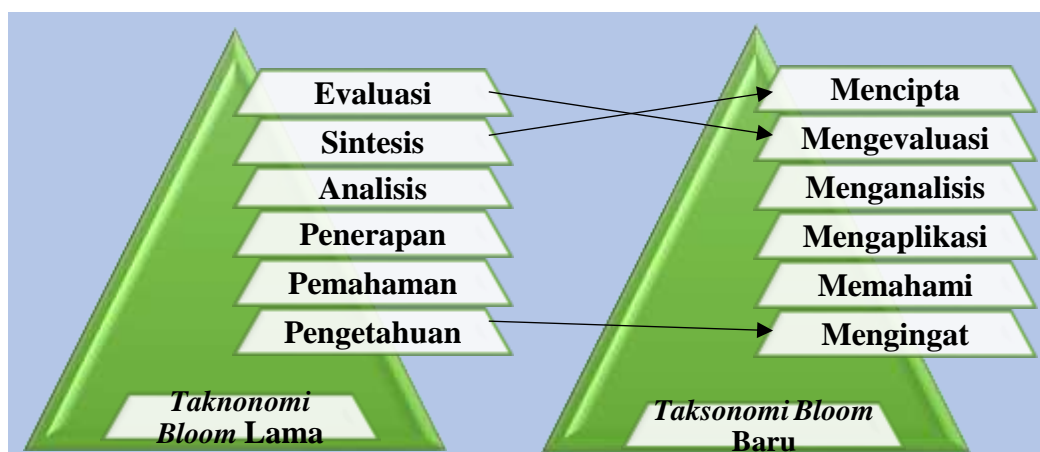 Evaluasi
Sintesis
Analisis
Penerapan
Pemahaman
Pengetahuan
Taknonomi
Bloom Lama
Mencipta
Mengevaluasi
Menganalisis
Mengaplikasi
Memahami
Mengingat
Taksonomi Bloom
Baru